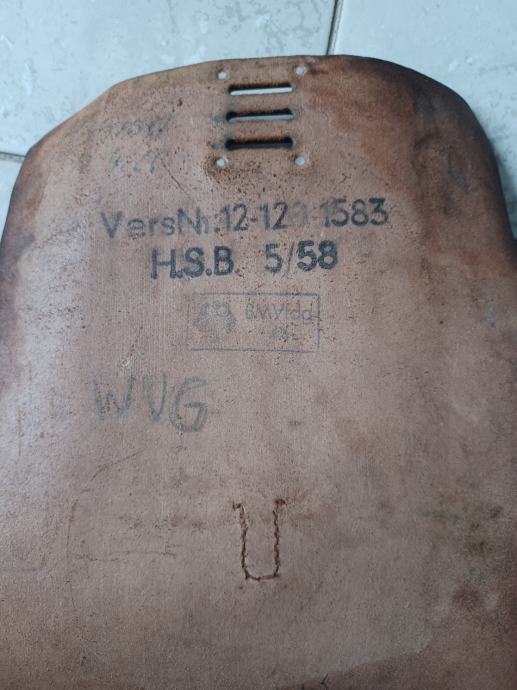 VersNr.12-129-1583
H.S.B. 5/58
BMVtdg
WVG